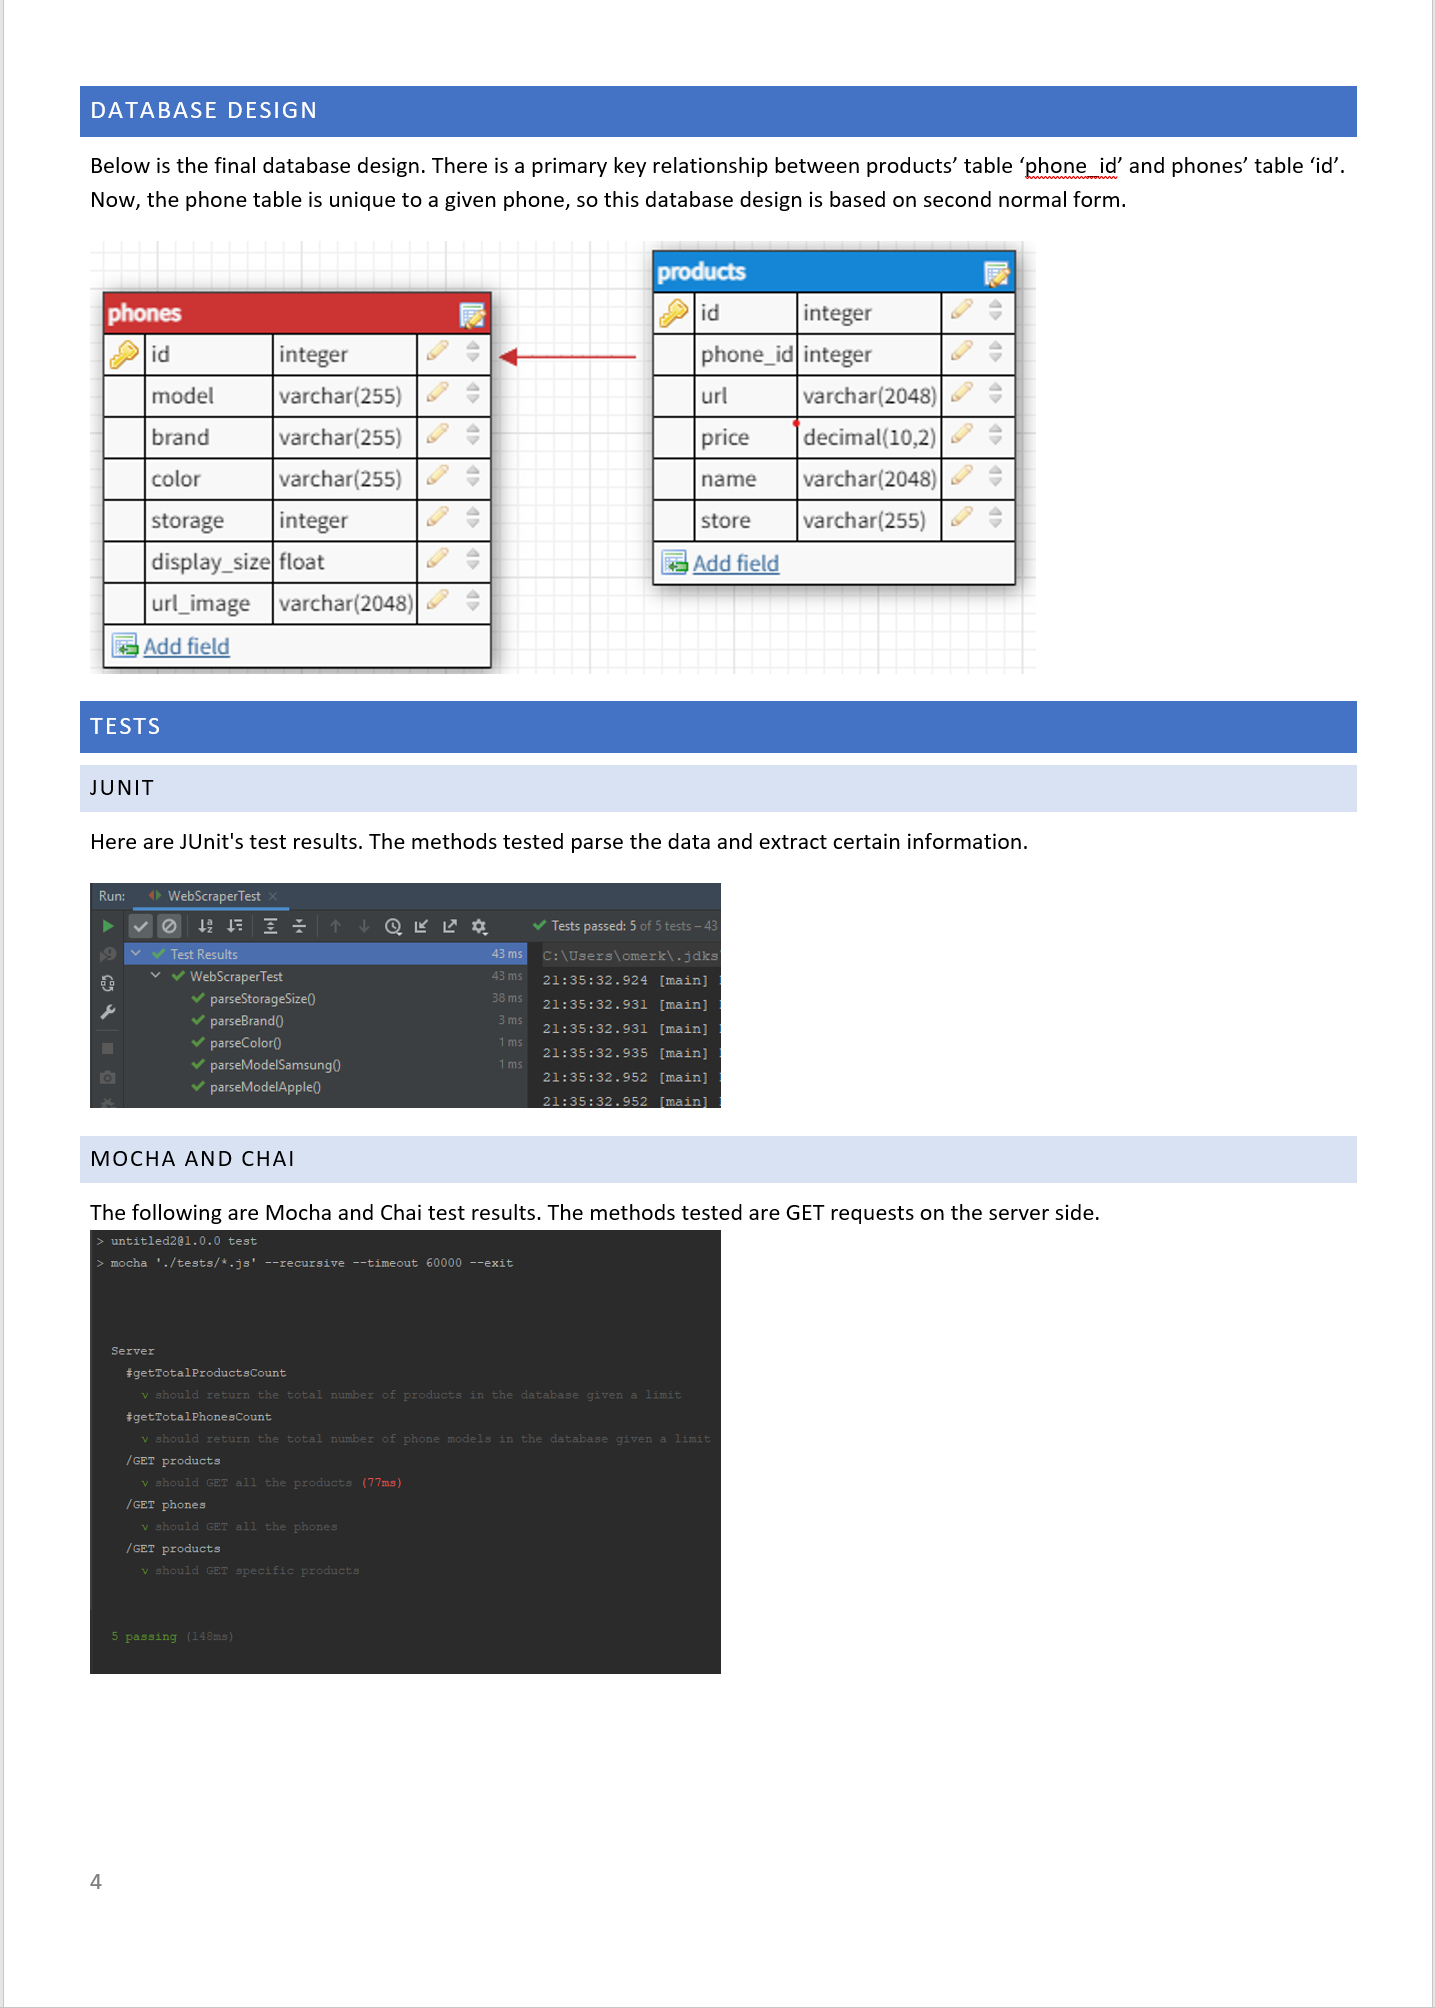 DATABASE DESIGN
Below is the final database design. There is a primary key relationship between products’ table ‘phone_id’ and phones’ table ‘id’.
Now, the phone table is unique to a given phone, so this database design is based on second normal form.
phones
id integer
model varchar(255)
brand varchar(255)
color varchar(255)
storage integer
display_size float
url_image varchar(2048)
Add field
products
id integer
phone_id integer
url varchar(2048)
price decimal(10,2)
name varchar(2048)
store varchar(255)
Add field
TESTS
JUNIT
Here are JUnit's test results. The methods tested parse the data and extract certain information.
Run: WebScraperTest
Tests passed: 5 of 5 tests – 43
Test Results 43 ms
WebScraperTest 43 ms
parseStorageSize() 38 ms
parseBrand() 3 ms
parseColor() 1 ms
parseModelSamsung() 1 ms
parseModelApple()
C:\Users\omerk\.jdks
21:35:32.924 [main]
21:35:32.931 [main]
21:35:32.931 [main]
21:35:32.935 [main]
21:35:32.952 [main]
21:35:32.952 [main]
MOCHA AND CHAI
The following are Mocha and Chai test results. The methods tested are GET requests on the server side.
> untitled2@1.0.0 test
> mocha './tests/*.js' --recursive --timeout 60000 --exit
Server
#getTotalProductsCount
v should return the total number of products in the database given a limit
#getTotalPhonesCount
v should return the total number of phone models in the database given a limit
/GET products
v should GET all the products (77ms)
/GET phones
v should GET all the phones
/GET products
v should GET specific products
5 passing (148ms)
4